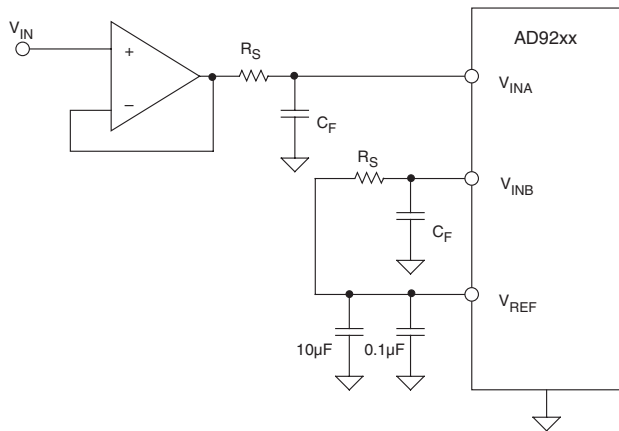 AD92xx
V_IN
+
–
R_S
V_INA
C_F
R_S
V_INB
C_F
V_REF
10µF
0.1µF